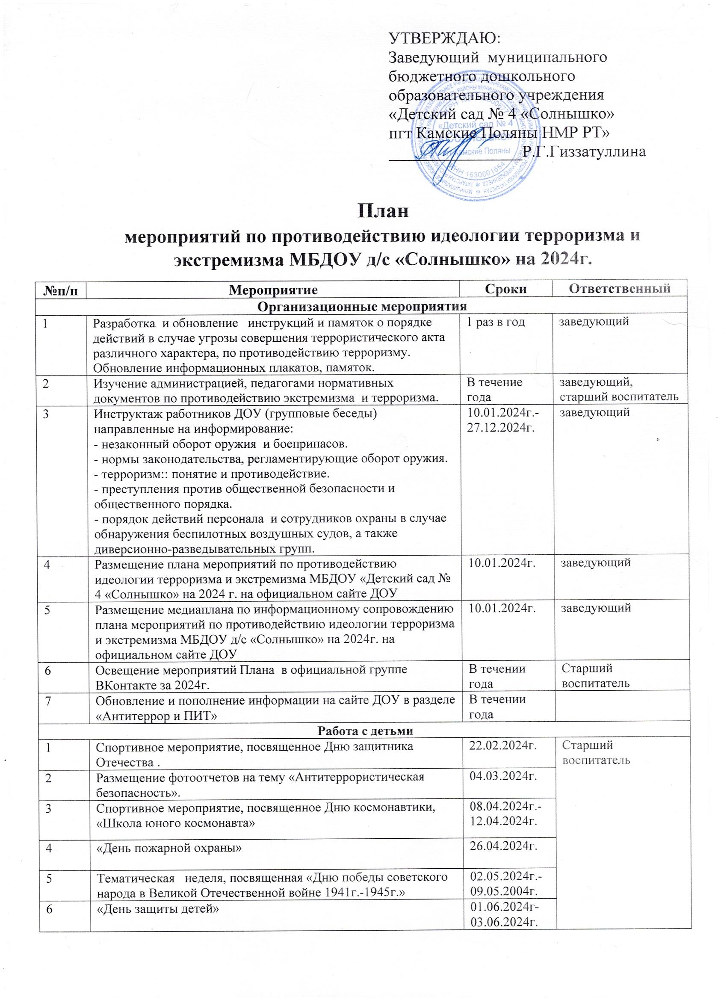 УТВЕРЖДАЮ:
Заведующий муниципального
бюджетного дошкольного
образовательного учреждения
«Детский сад № 4 «Солнышко»
пгт Камские Поляны НМР РТ»
Р.Г.Гиззатуллина
«Детский сад № 4
Камские Поляны
ИНН 1630001654
План
мероприятий по противодействию идеологии терроризма и
экстремизма МБДОУ д/с «Солнышко» на 2024г.
№п/п Мероприятие Сроки Ответственный
Организационные мероприятия
1 Разработка и обновление инструкций и памяток о порядке 1 раз в год заведующий
действий в случае угрозы совершения террористического акта
различного характера, по противодействию терроризму.
Обновление информационных плакатов, памяток.
2 Изучение администрацией, педагогами нормативных В течение заведующий,
документов по противодействию экстремизма и терроризма. года старший воспитатель
3 Инструктаж работников ДОУ (групповые беседы) 10.01.2024г.- заведующий
направленные на информирование: 27.12.2024г.
- незаконный оборот оружия и боеприпасов.
- нормы законодательства, регламентирующие оборот оружия.
- терроризм:: понятие и противодействие.
- преступления против общественной безопасности и
общественного порядка.
- порядок действий персонала и сотрудников охраны в случае
обнаружения беспилотных воздушных судов, а также
диверсионно-разведывательных групп.
4 Размещение плана мероприятий по противодействию 10.01.2024г. заведующий
идеологии терроризма и экстремизма МБДОУ «Детский сад №
4 «Солнышко» на 2024 г. на официальном сайте ДОУ
5 Размещение медиаплана по информационному сопровождению 10.01.2024г. заведующий
плана мероприятий по противодействию идеологии терроризма
и экстремизма МБДОУ д/с «Солнышко» на 2024г. на
официальном сайте ДОУ
6 Освещение мероприятий Плана в официальной группе В течении Старший
ВКонтакте за 2024г. года воспитатель
7 Обновление и пополнение информации на сайте ДОУ в разделе В течении
«Антитеррор и ПИТ» года
Работа с детьми
1 Спортивное мероприятие, посвященное Дню защитника 22.02.2024г. Старший
Отечества . воспитатель
2 Размещение фотоотчетов на тему «Антитеррористическая 04.03.2024г.
безопасность».
3 Спортивное мероприятие, посвященное Дню космонавтики, 08.04.2024г.-
«Школа юного космонавта» 12.04.2024г.
4 «День пожарной охраны» 26.04.2024г.
5 Тематическая неделя, посвященная «Дню победы советского 02.05.2024г.-
народа в Великой Отечественной войне 1941г.-1945г.» 09.05.2004г.
6 «День защиты детей» 01.06.2024г-
03.06.2024г.